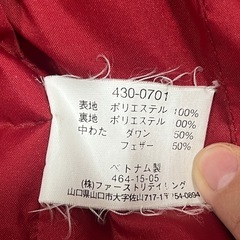 430-0701
表地 ポリエステル 100%
裏地 ポリエステル 00%
中わた ダウン 50%
フェザー 50%
ベトナム製
464-15-05
(株)ファーストリテイリング
山口県山口市大字佐山717-1 ℡54-0894